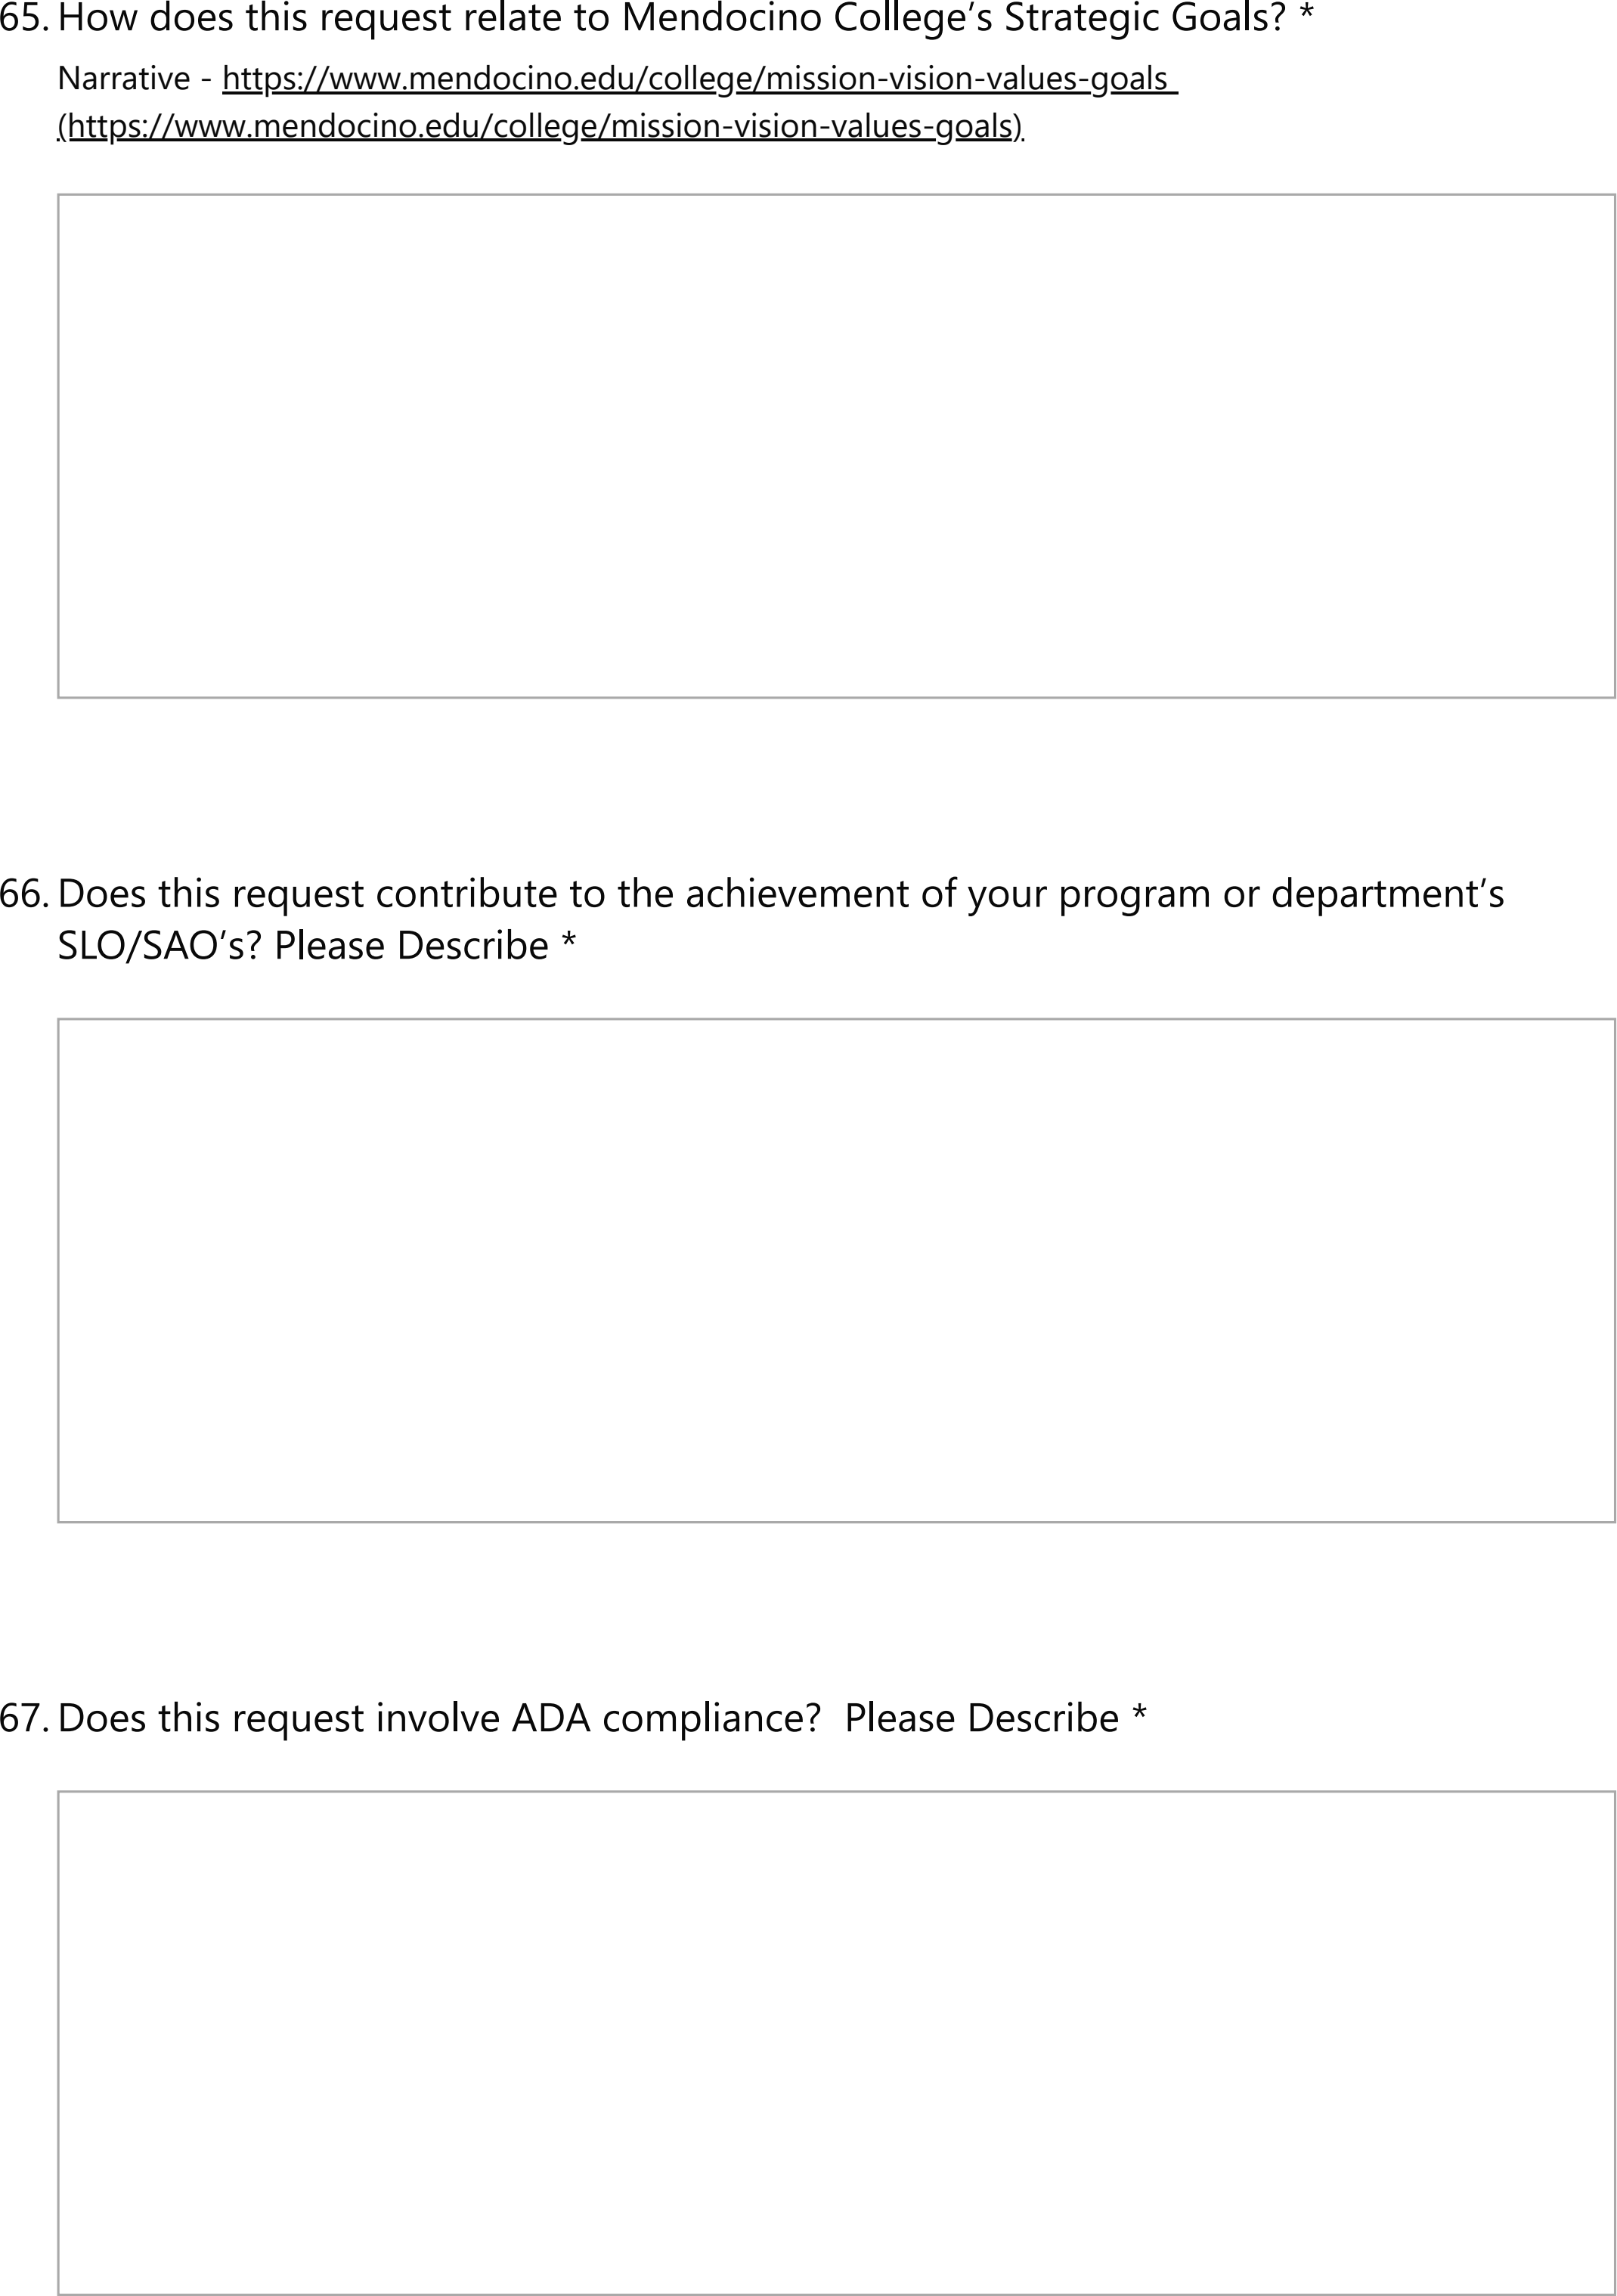 65. How does this request relate to Mendocino College’s Strategic Goals? *
Narrative - https://www.mendocino.edu/college/mission-vision-values-goals
(https://www.mendocino.edu/college/mission-vision-values-goals)
66. Does this request contribute to the achievement of your program or department’s
SLO/SAO’s? Please Describe *
67. Does this request involve ADA compliance?  Please Describe *